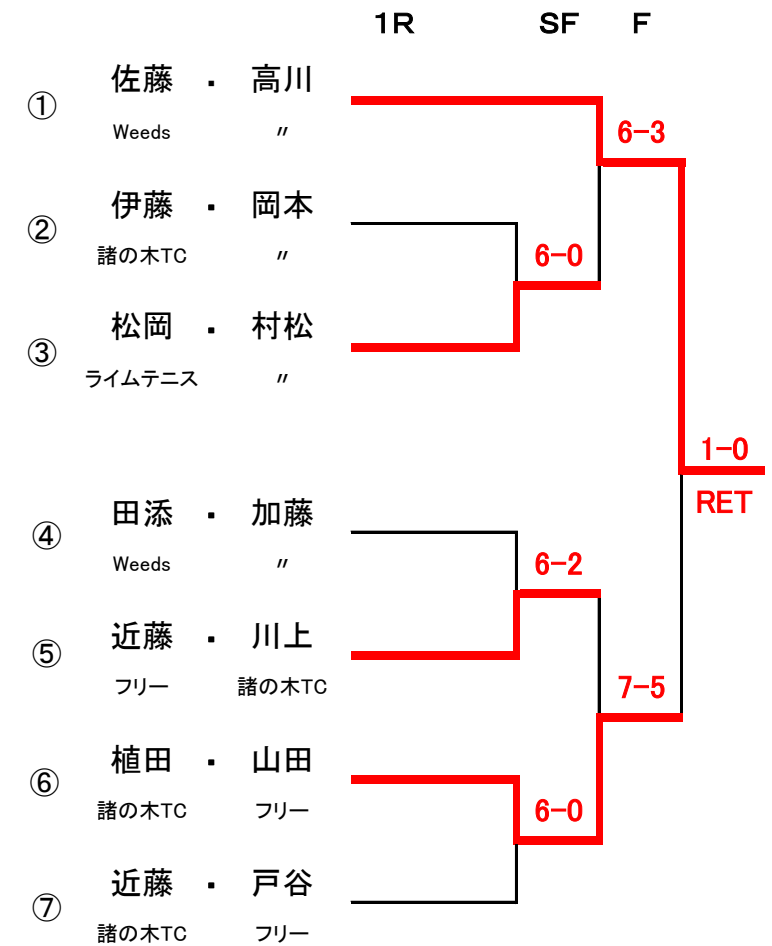 1R SF F
① 佐藤 ・ 高川
Weeds 〃
6-3
② 伊藤 ・ 岡本
諸の木TC 〃
6-0
③ 松岡 ・ 村松
ライムテニス 〃
1-0
RET
④ 田添 ・ 加藤
Weeds 〃
6-2
⑤ 近藤 ・ 川上
フリー 諸の木TC
7-5
⑥ 植田 ・ 山田
諸の木TC フリー
6-0
⑦ 近藤 ・ 戸谷
諸の木TC フリー